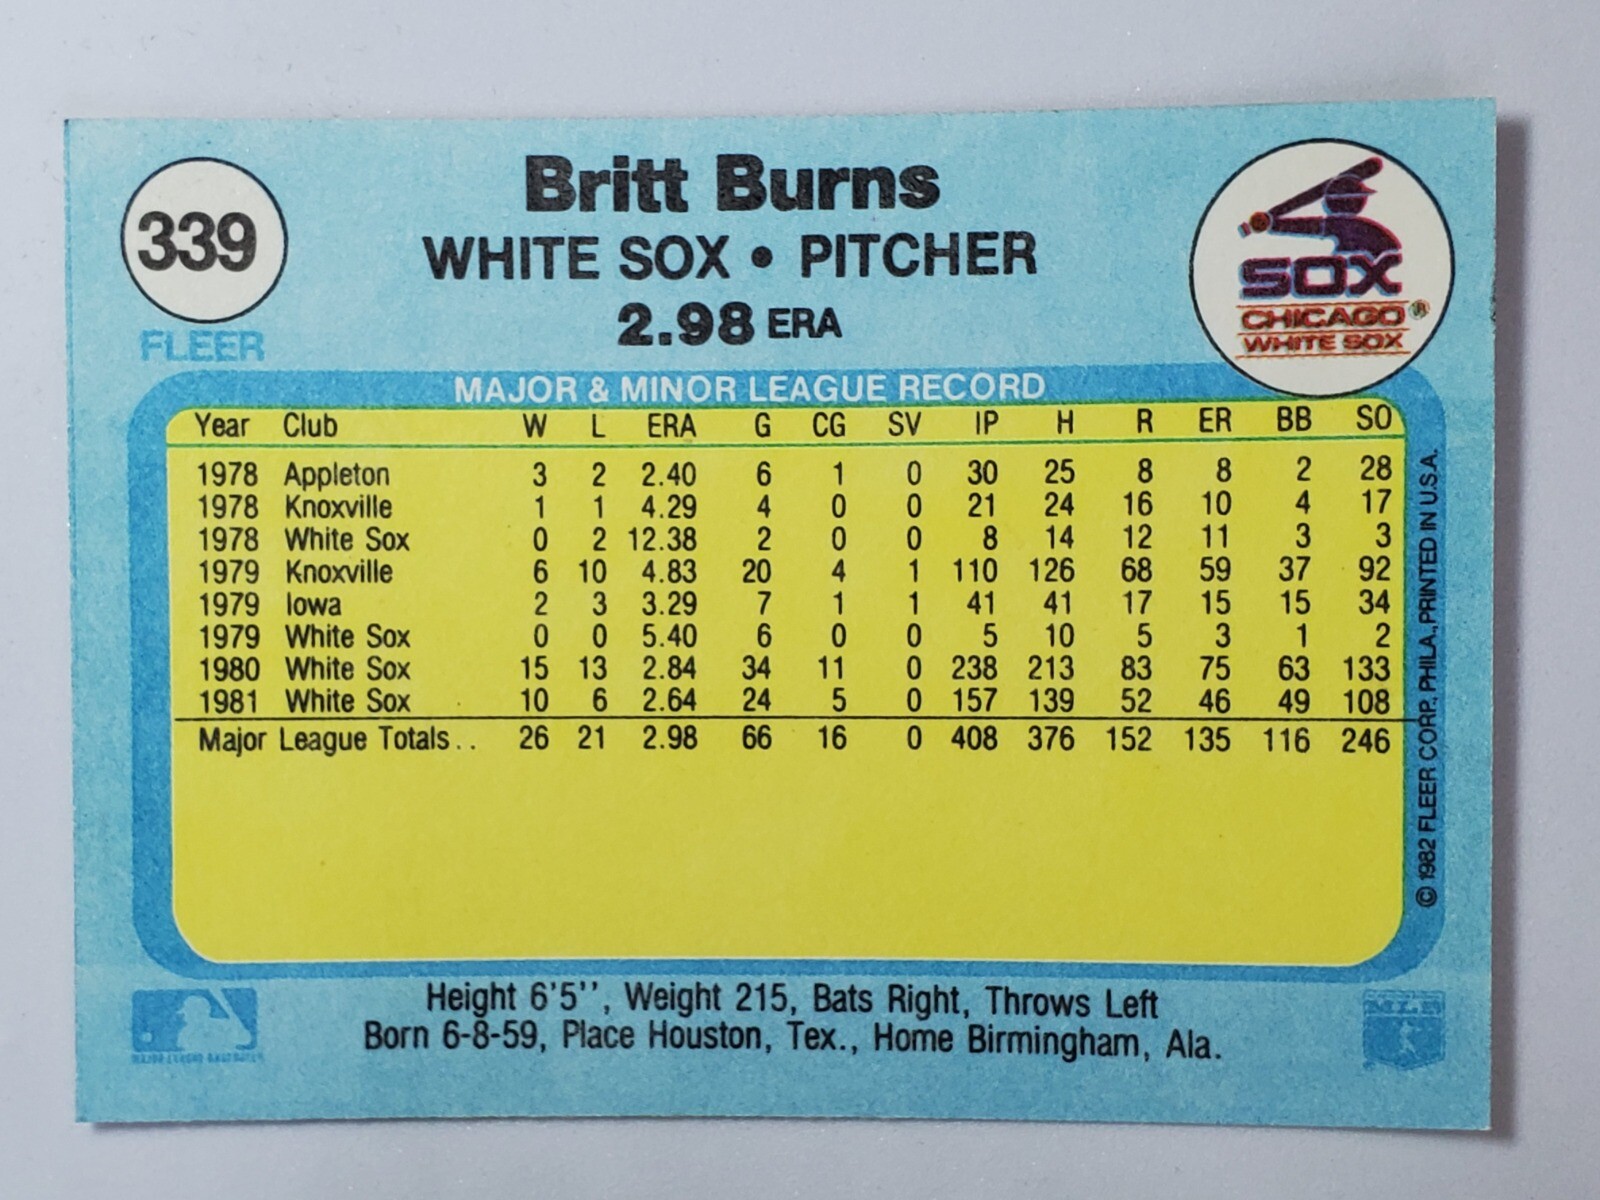 339
FLEER
Britt Burns
WHITE SOX • PITCHER
2.98 ERA
SOX
CHICAGO ®
WHITE SOX
MAJOR & MINOR LEAGUE RECORD
Year Club W L ERA G CG SV IP H R ER BB SO
1978 Appleton 3 2 2.40 6 1 0 30 25 8 8 2 28
1978 Knoxville 1 1 4.29 4 0 0 21 24 16 10 4 17
1978 White Sox 0 2 12.38 2 0 0 8 14 12 11 3 3
1979 Knoxville 6 10 4.83 20 4 1 110 126 68 59 37 92
1979 Iowa 2 3 3.29 7 1 1 41 41 17 15 15 34
1979 White Sox 0 0 5.40 6 0 0 5 10 5 3 1 2
1980 White Sox 15 13 2.84 34 11 0 238 213 83 75 63 133
1981 White Sox 10 6 2.64 24 5 0 157 139 52 46 49 108
Major League Totals.. 26 21 2.98 66 16 0 408 376 152 135 116 246
© 1982 FLEER CORP., PHILA., PRINTED IN U.S.A.
Height 6'5'', Weight 215, Bats Right, Throws Left
Born 6-8-59, Place Houston, Tex., Home Birmingham, Ala.